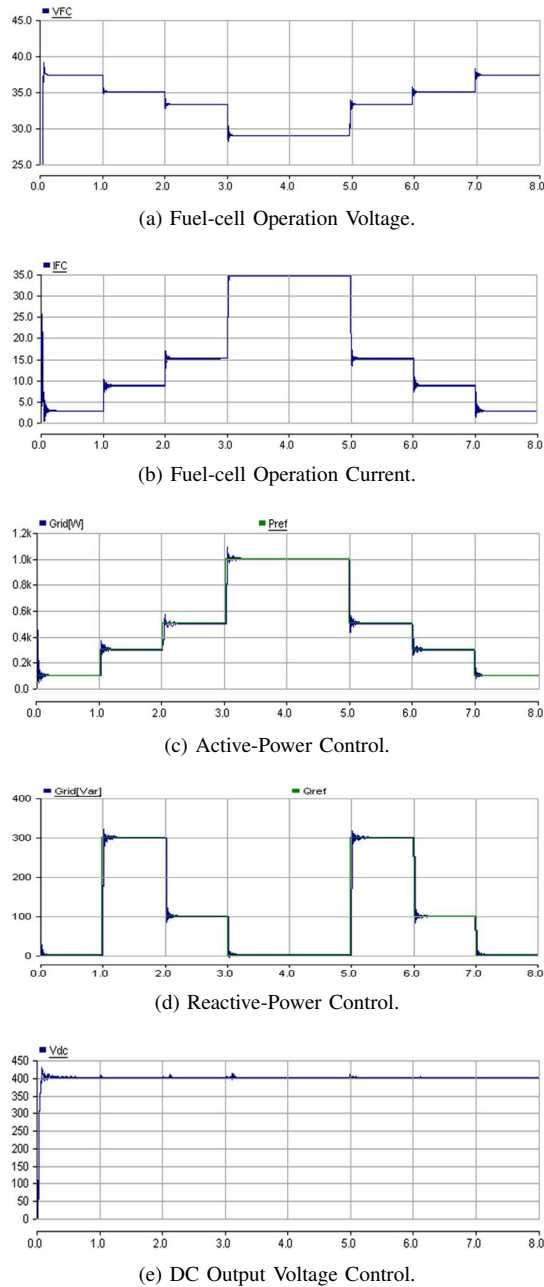 VFC
45.0
40.0
35.0
30.0
25.0
0.0 1.0 2.0 3.0 4.0 5.0 6.0 7.0 8.0
(a) Fuel-cell Operation Voltage.
IFC
35.0
30.0
25.0
20.0
15.0
10.0
5.0
0.0
0.0 1.0 2.0 3.0 4.0 5.0 6.0 7.0 8.0
(b) Fuel-cell Operation Current.
Grid[W] Pref
1.2k
1.0k
0.8k
0.6k
0.4k
0.2k
0.0
0.0 1.0 2.0 3.0 4.0 5.0 6.0 7.0 8.0
(c) Active-Power Control.
Grid[Var] Qref
400
300
200
100
0
0.0 1.0 2.0 3.0 4.0 5.0 6.0 7.0 8.0
(d) Reactive-Power Control.
Vdc
450
400
350
300
250
200
150
100
50
0
0.0 1.0 2.0 3.0 4.0 5.0 6.0 7.0 8.0
(e) DC Output Voltage Control.